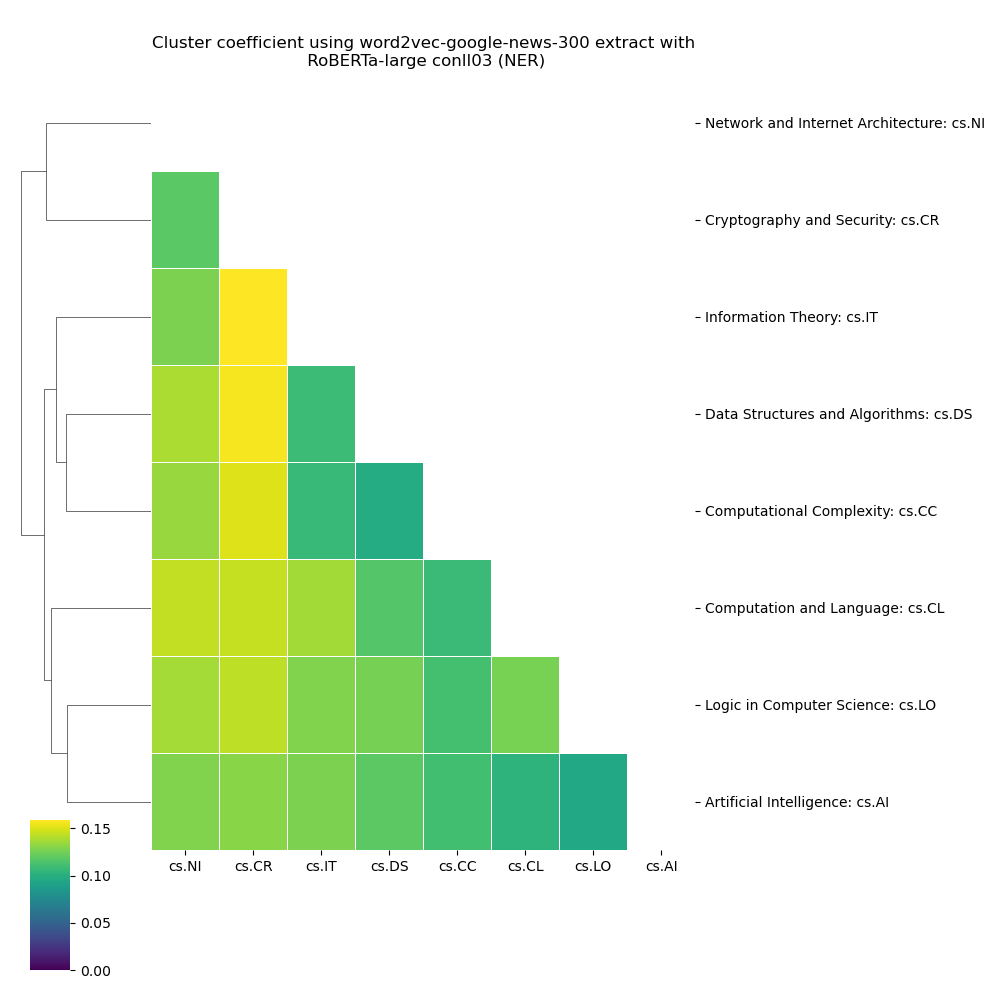 Cluster coefficient using word2vec-google-news-300 extract with
RoBERTa-large conll03 (NER)
Network and Internet Architecture: cs.NI
Cryptography and Security: cs.CR
Information Theory: cs.IT
Data Structures and Algorithms: cs.DS
Computational Complexity: cs.CC
Computation and Language: cs.CL
Logic in Computer Science: cs.LO
Artificial Intelligence: cs.AI
cs.NI cs.CR cs.IT cs.DS cs.CC cs.CL cs.LO cs.AI
0.15
0.10
0.05
0.00